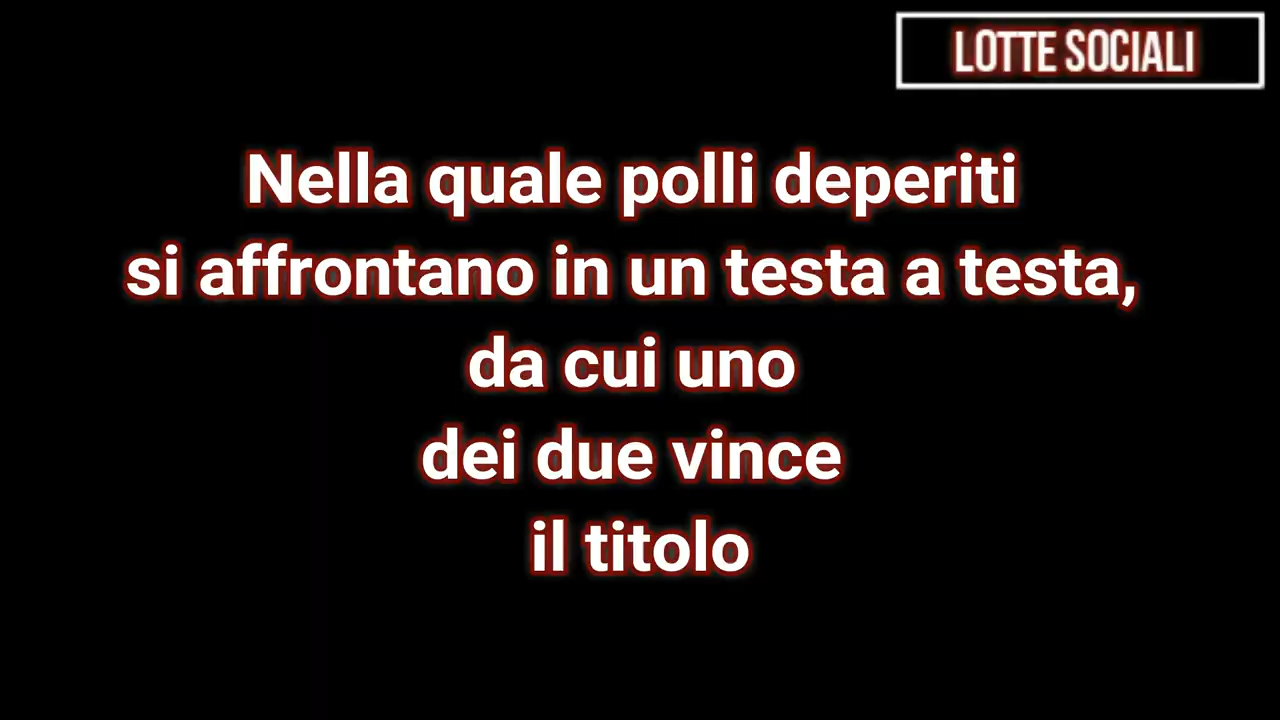 LOTTE SOCIALI
Nella quale polli deperiti
si affrontano in un testa a testa,
da cui uno
dei due vince
il titolo